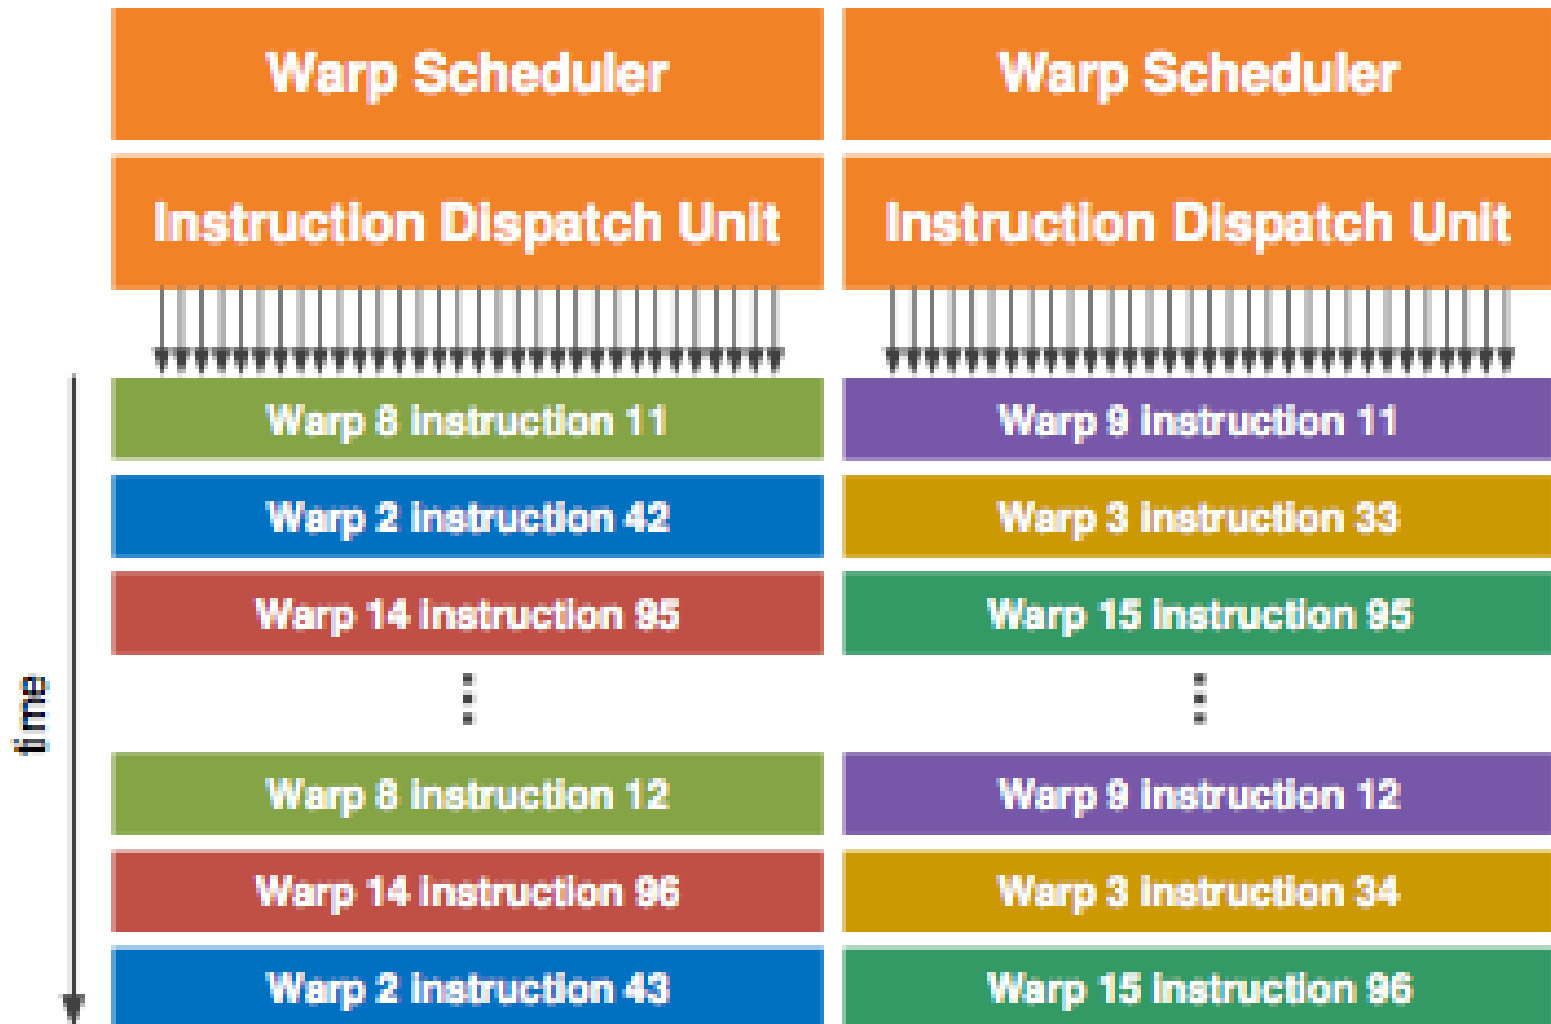 Warp Scheduler
Warp Scheduler
Instruction Dispatch Unit
Instruction Dispatch Unit
Warp 8 instruction 11
Warp 9 instruction 11
Warp 2 instruction 42
Warp 3 instruction 33
Warp 14 instruction 95
Warp 15 instruction 95
time
Warp 8 instruction 12
Warp 9 instruction 12
Warp 14 instruction 96
Warp 3 instruction 34
Warp 2 instruction 43
Warp 15 instruction 96